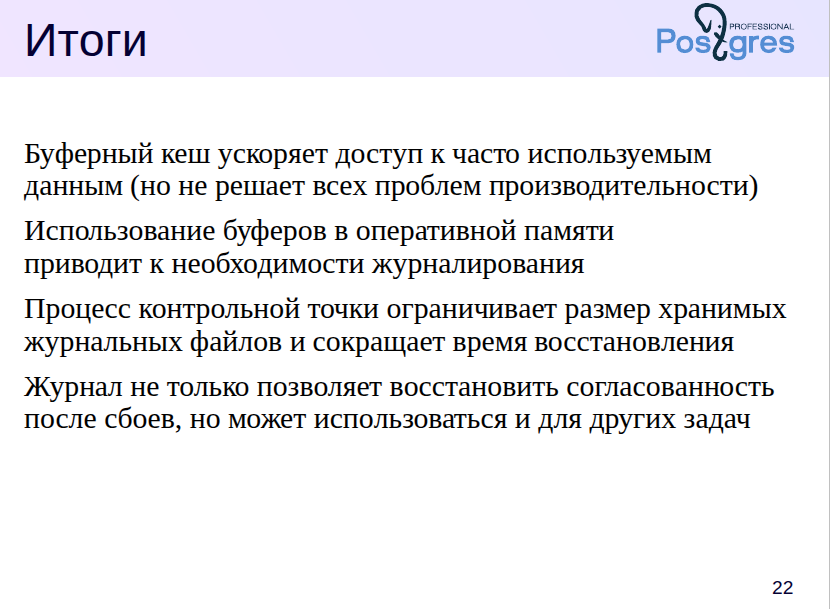 Итоги
PROFESSIONAL
Postgres
Буферный кеш ускоряет доступ к часто используемым
данным (но не решает всех проблем производительности)
Использование буферов в оперативной памяти
приводит к необходимости журналирования
Процесс контрольной точки ограничивает размер хранимых
журнальных файлов и сокращает время восстановления
Журнал не только позволяет восстановить согласованность
после сбоев, но может использоваться и для других задач
22